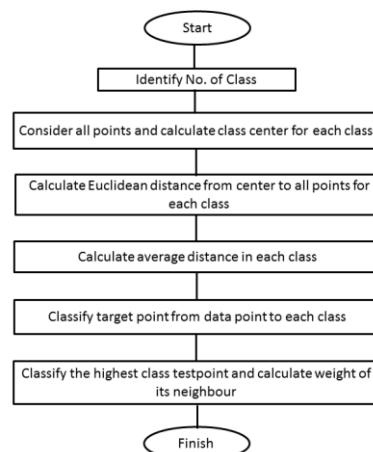 Start
Identify No. of Class
Consider all points and calculate class center for each class
Calculate Euclidean distance from center to all points for
each class
Calculate average distance in each class
Classify target point from data point to each class
Classify the highest class testpoint and calculate weight of
its neighbour
Finish